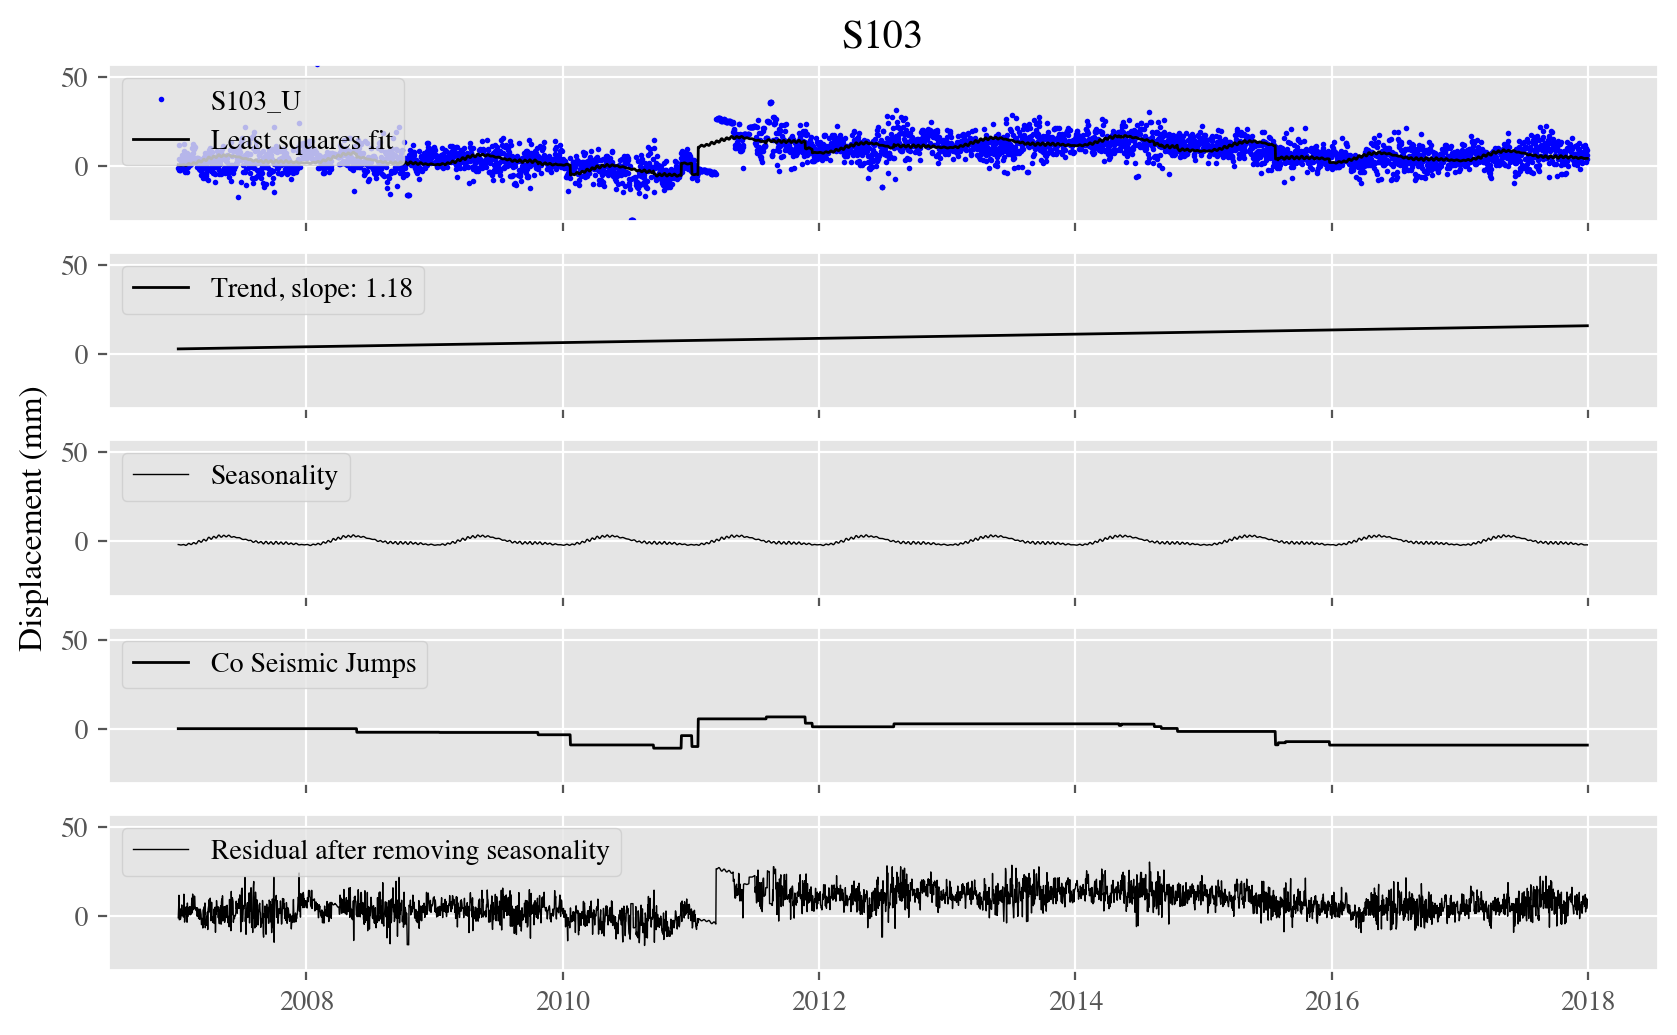 S103
Displacement (mm)
50
0
S103_U
Least squares fit
50
0
Trend, slope: 1.18
50
0
Seasonality
50
0
Co Seismic Jumps
50
0
Residual after removing seasonality
2008 2010 2012 2014 2016 2018